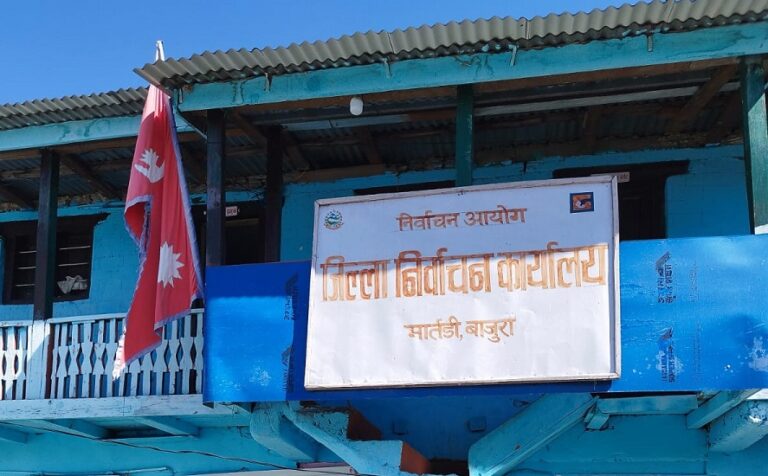 निर्वाचन आयोग
जिल्ला निर्वाचन कार्यालय
मार्तडी, बाजुरा